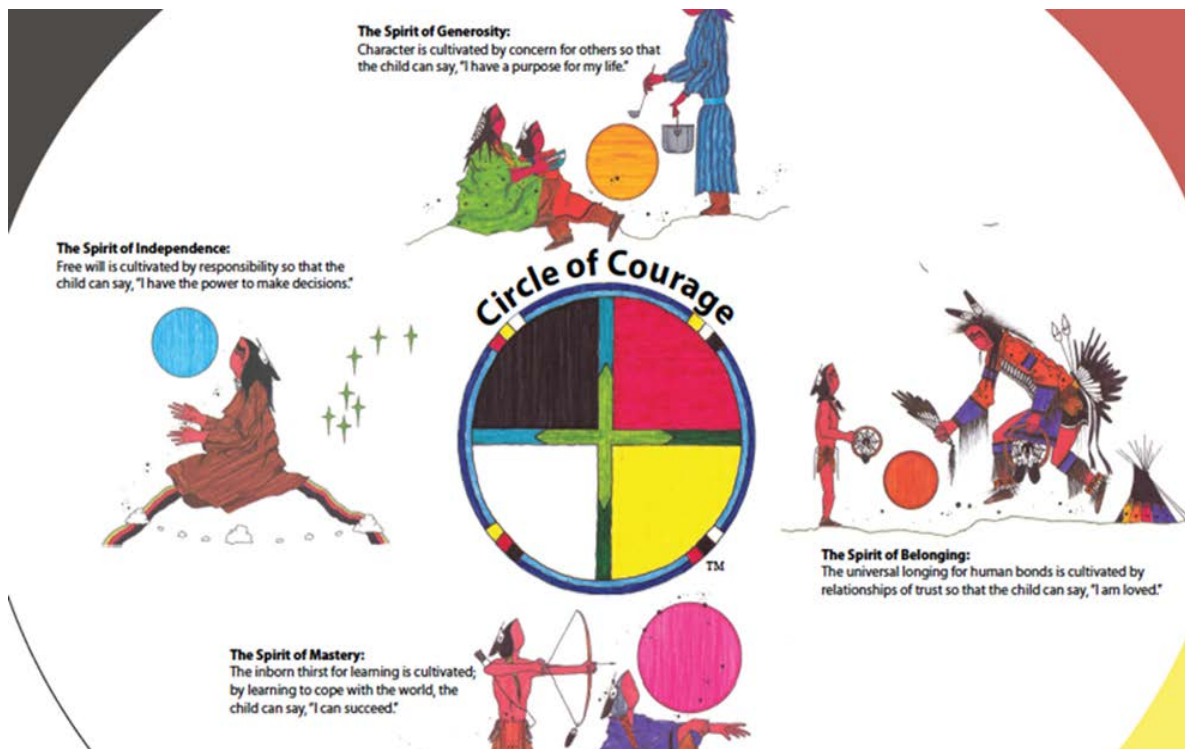 The Spirit of Generosity:
Character is cultivated by concern for others so that
the child can say, "I have a purpose for my life."
The Spirit of Independence:
Free will is cultivated by responsibility so that the
child can say, "I have the power to make decisions."
Circle of Courage
TM
The Spirit of Belonging:
The universal longing for human bonds is cultivated by
relationships of trust so that the child can say, "I am loved."
The Spirit of Mastery:
The inborn thirst for learning is cultivated;
by learning to cope with the world, the
child can say, "I can succeed."